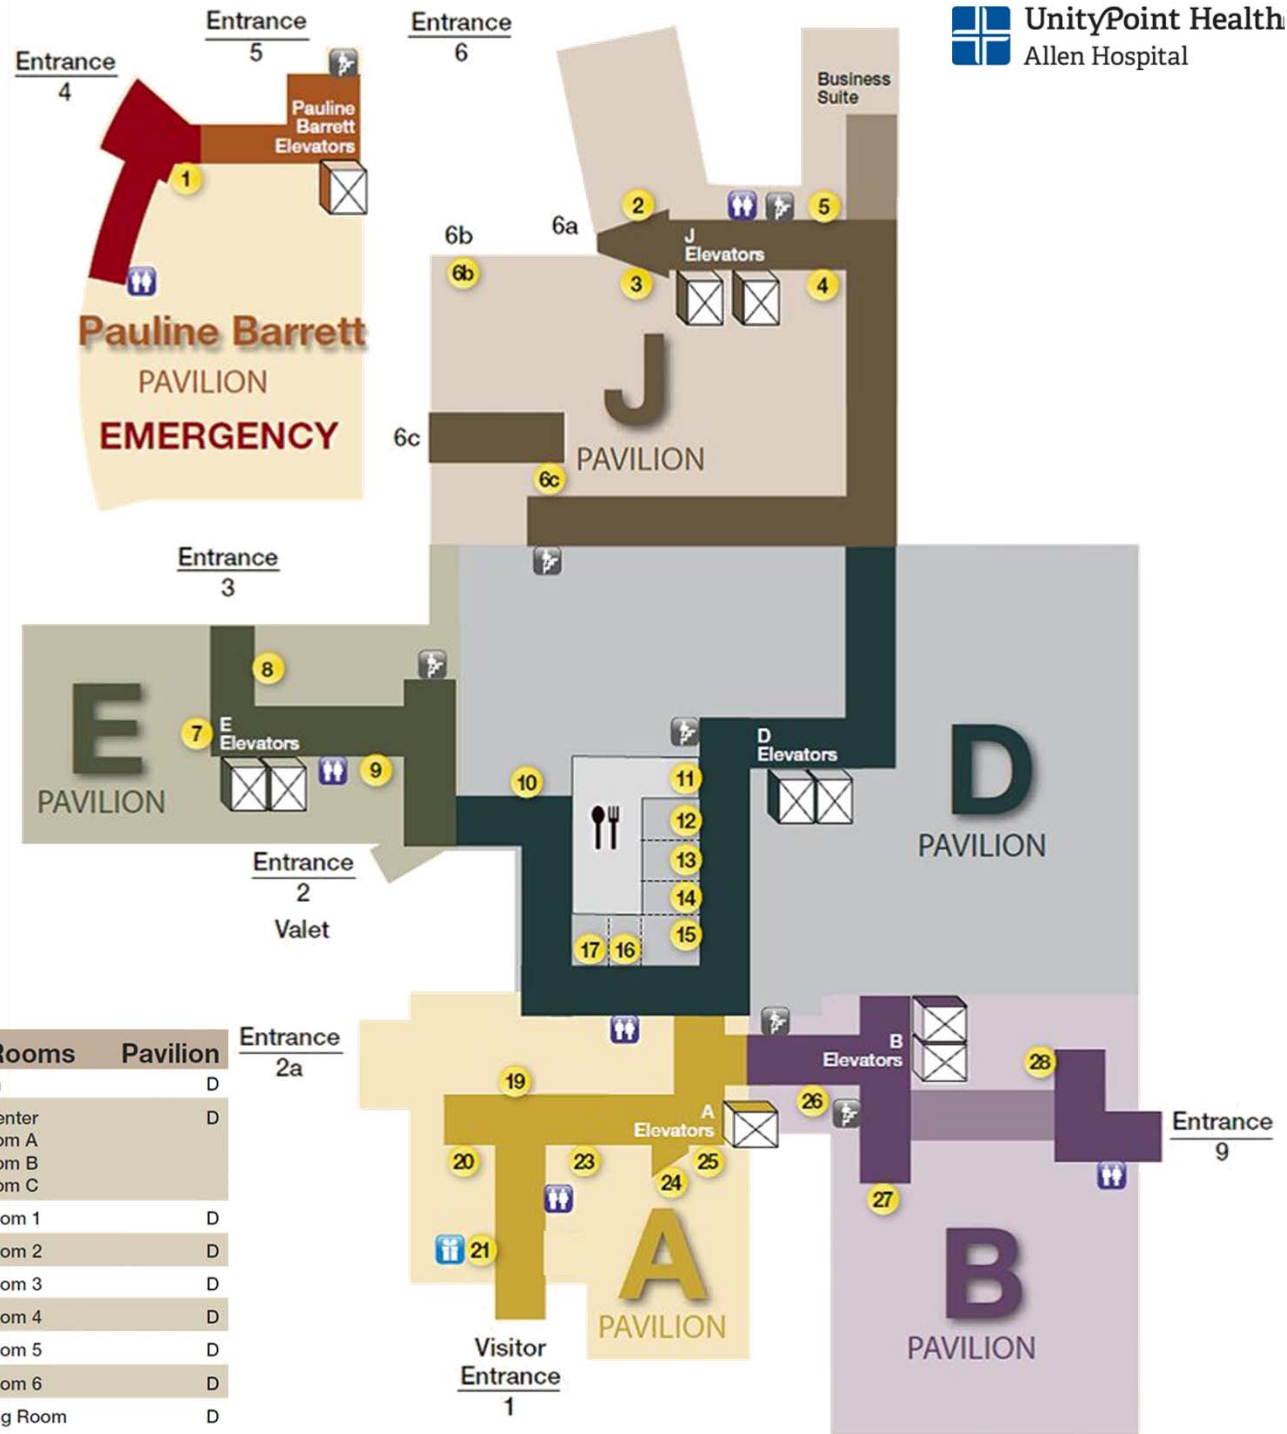 UnityPoint Health
Allen Hospital
Entrance
5
Entrance
6
Entrance
4
Pauline
Barrett
Elevators
Business
Suite
1
2
5
6a
6b
6b
J
Elevators
3
4
Pauline Barrett
PAVILION
EMERGENCY
J
PAVILION
6c
6c
Entrance
3
8
E
PAVILION
7
E
Elevators
9
10
11
12
13
14
15
16
17
D
Elevators
D
PAVILION
Entrance
2
Valet
Entrance
2a
19
A
Elevators
20
23
24
25
21
A
PAVILION
Visitor
Entrance
1
B
Elevators
26
27
28
Entrance
9
B
PAVILION
Rooms Pavilion
D
enter D
om A
om B
om C
om 1 D
om 2 D
om 3 D
om 4 D
om 5 D
om 6 D
g Room D